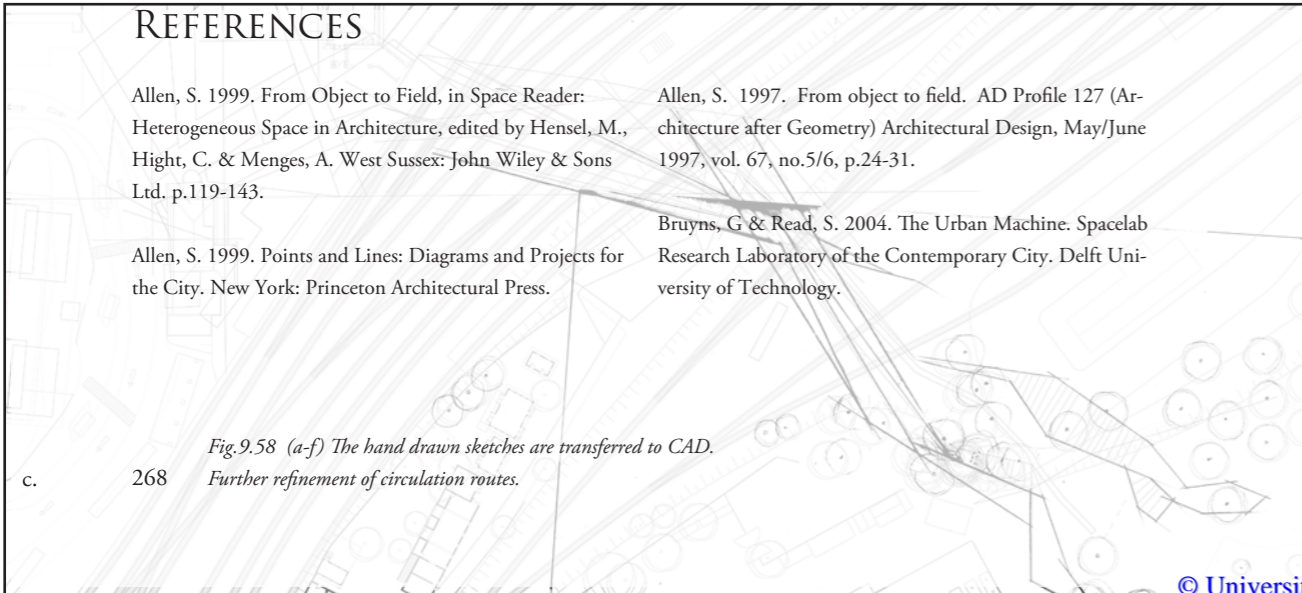 REFERENCES
Allen, S. 1999. From Object to Field, in Space Reader:
Heterogeneous Space in Architecture, edited by Hensel, M.,
Hight, C. & Menges, A. West Sussex: John Wiley & Sons
Ltd. p.119-143.
Allen, S. 1999. Points and Lines: Diagrams and Projects for
the City. New York: Princeton Architectural Press.
Allen, S. 1997. From object to field. AD Profile 127 (Ar-
chitecture after Geometry) Architectural Design, May/June
1997, vol. 67, no.5/6, p.24-31.
Bruyns, G & Read, S. 2004. The Urban Machine. Spacelab
Research Laboratory of the Contemporary City. Delft Uni-
versity of Technology.
Fig.9.58 (a-f) The hand drawn sketches are transferred to CAD.
c. 268 Further refinement of circulation routes.
©